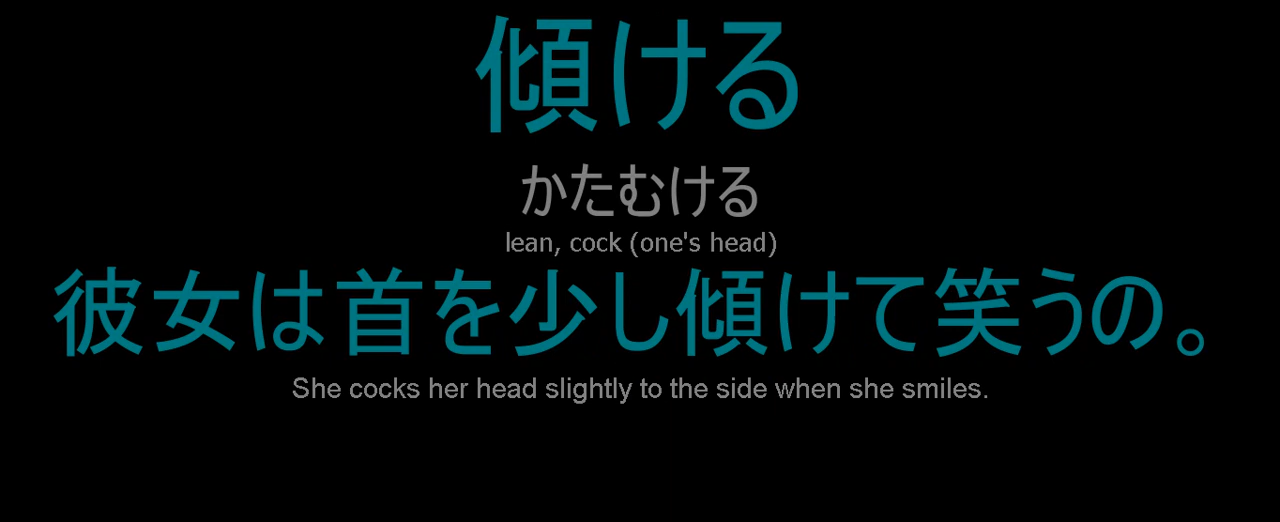 傾ける
かたむける
lean, cock (one's head)
彼女は首を少し傾けて笑うの。
She cocks her head slightly to the side when she smiles.